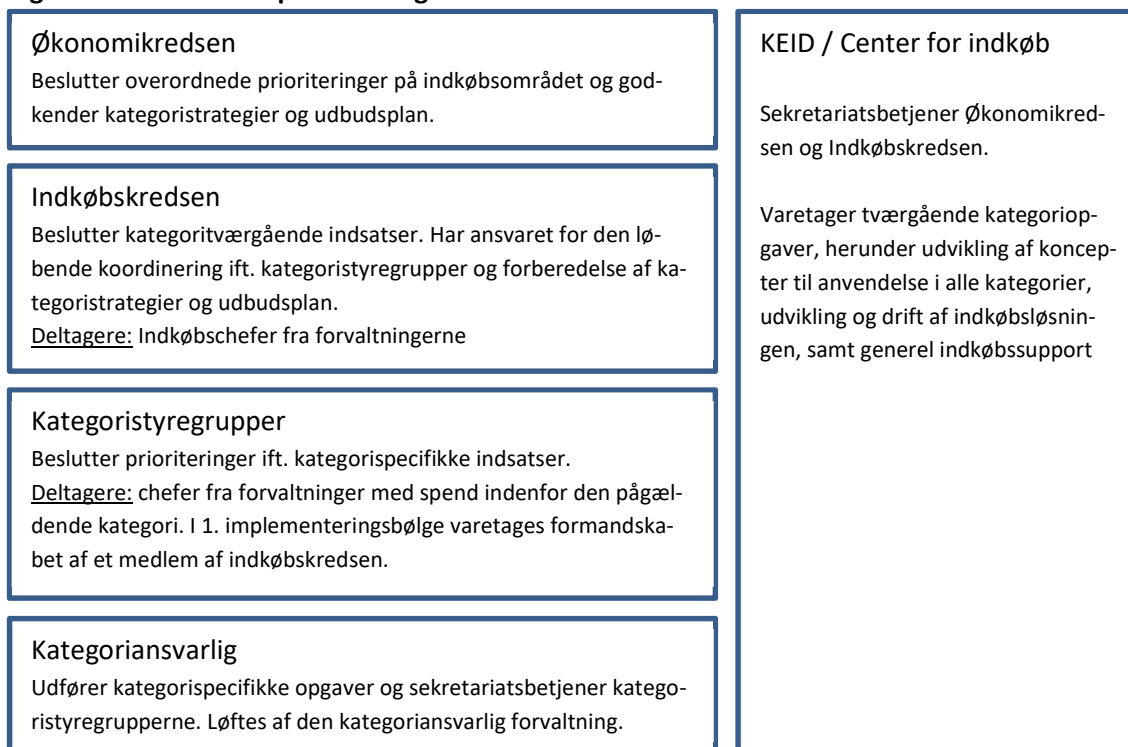 Økonomikredsen
Beslutter overordnede prioriteringer på indkøbsområdet og god-
kender kategoristrategier og udbudsplan.
Indkøbskredsen
Beslutter kategoritværgående indsatser. Har ansvaret for den lø-
bende koordinering ift. kategoristyregrupper og forberedelse af ka-
tegoristrategier og udbudsplan.
Deltagere: Indkøbschefer fra forvaltningerne
Kategoristyregrupper
Beslutter prioriteringer ift. kategorispecifikke indsatser.
Deltagere: chefer fra forvaltninger med spend indenfor den pågæl-
dende kategori. I 1. implementeringsbølge varetages formandska-
bet af et medlem af indkøbskredsen.
Kategoriansvarlig
Udfører kategorispecifikke opgaver og sekretariatsbetjener katego-
ristyregrupperne. Løftes af den kategoriansvarlig forvaltning.
KEID / Center for indkøb
Sekretariatsbetjener Økonomikred-
sen og Indkøbskredsen.
Varetager tværgående kategoriop-
gaver, herunder udvikling af koncep-
ter til anvendelse i alle kategorier,
udvikling og drift af indkøbsløsnin-
gen, samt generel indkøbssupport